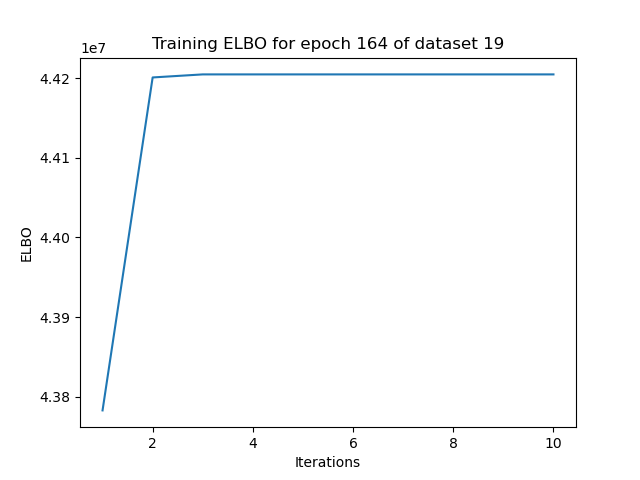 Training ELBO for epoch 164 of dataset 19
1e7
4.42
4.41
4.40
4.39
4.38
ELBO
2 4 6 8 10
Iterations